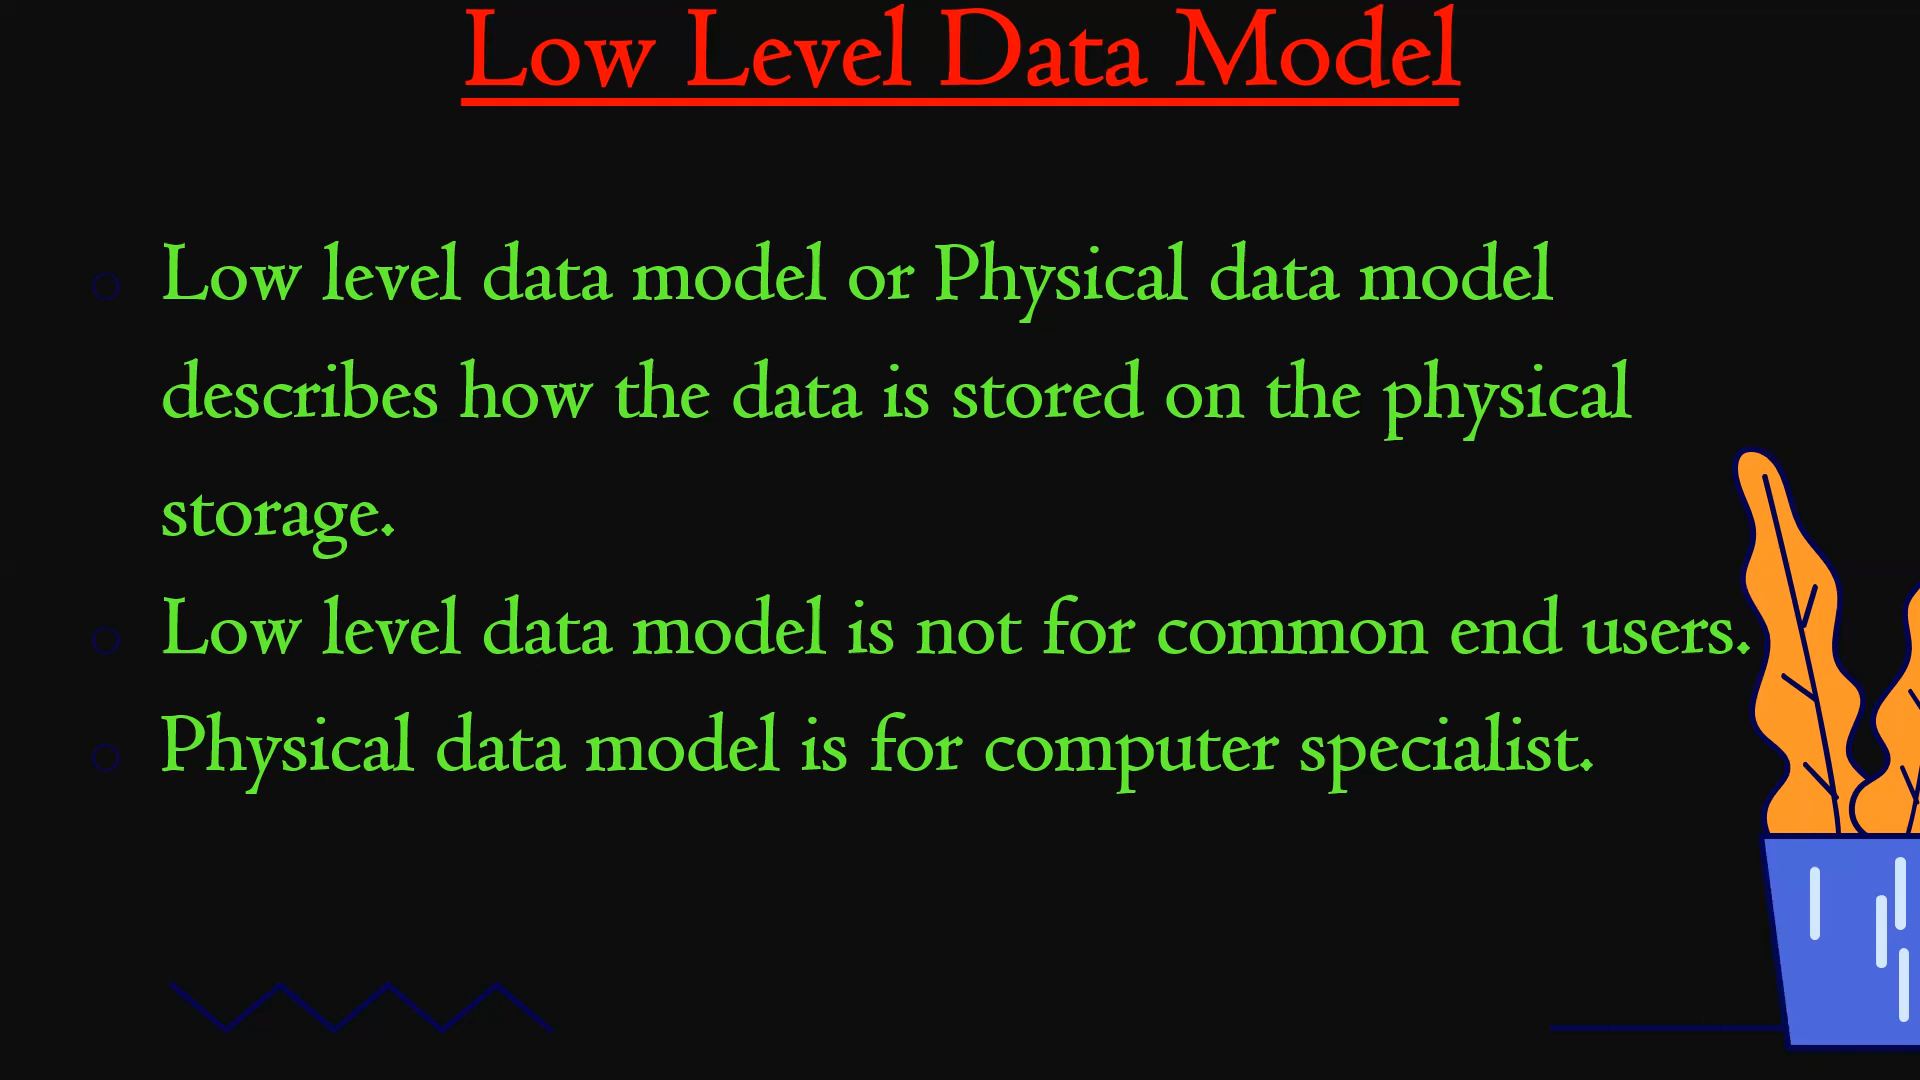 Low Level Data Model
Low level data model or Physical data model
describes how the data is stored on the physical
storage.
Low level data model is not for common end users.
Physical data model is for computer specialist.